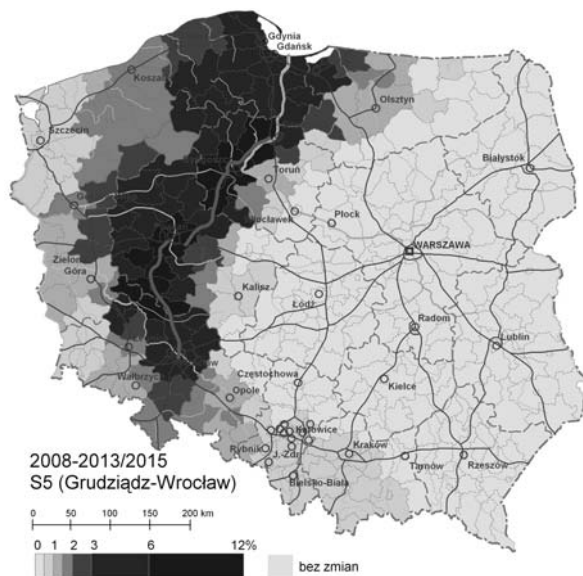 Gdynia
Gdańsk
Koszalin
Olsztyn
Szczecin
Białystok
Toruń
Włocławek
Płock
WARSZAWA
Zielona
Góra
Kalisz
Łódź
Radom
Lublin
Częstochowa
Wałbrzych
Opole
Kielce
Katowice
Rybnik
J.-Zdr.
Kraków
Tarnów
Rzeszów
Bielsko-Biała
2008-2013/2015
S5 (Grudziądz-Wrocław)
0 50 100 150 200 km
0 1 2 3 6 12%
bez zmian